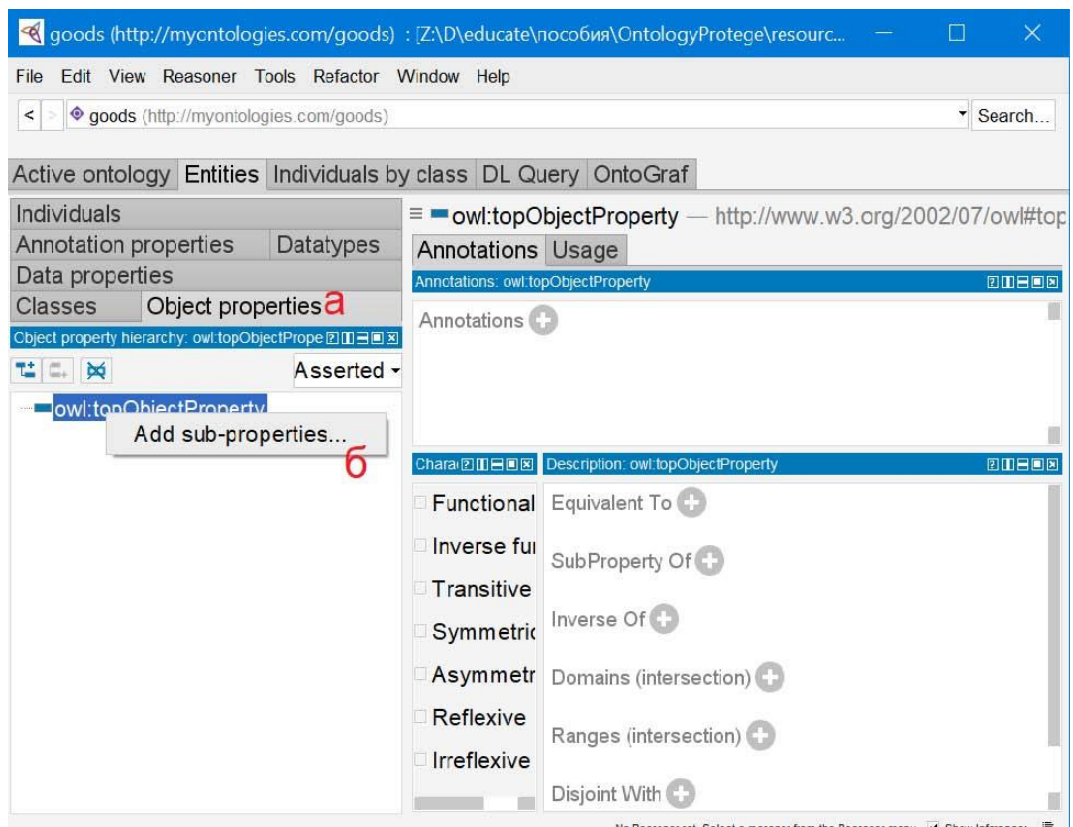 goods (http://myontologies.com/goods) : [Z:\D\educate\пособия\OntologyProtege\resourc...
File Edit View Reasoner Tools Refactor Window Help
< > goods (http://myontologies.com/goods) Search...
Active ontology Entities Individuals by class DL Query OntoGraf
Individuals
Annotation properties Datatypes
Data properties
Classes Object properties а
Object property hierarchy: owl:topObjectPrope
Asserted
owl:topObjectProperty
Add sub-properties...
б
owl:topObjectProperty — http://www.w3.org/2002/07/owl#top
Annotations Usage
Annotations: owl:topObjectProperty
Annotations
Chara
Functional
Inverse fu
Transitive
Symmetric
Asymmetr
Reflexive
Irreflexive
Description: owl:topObjectProperty
Equivalent To
SubProperty Of
Inverse Of
Domains (intersection)
Ranges (intersection)
Disjoint With